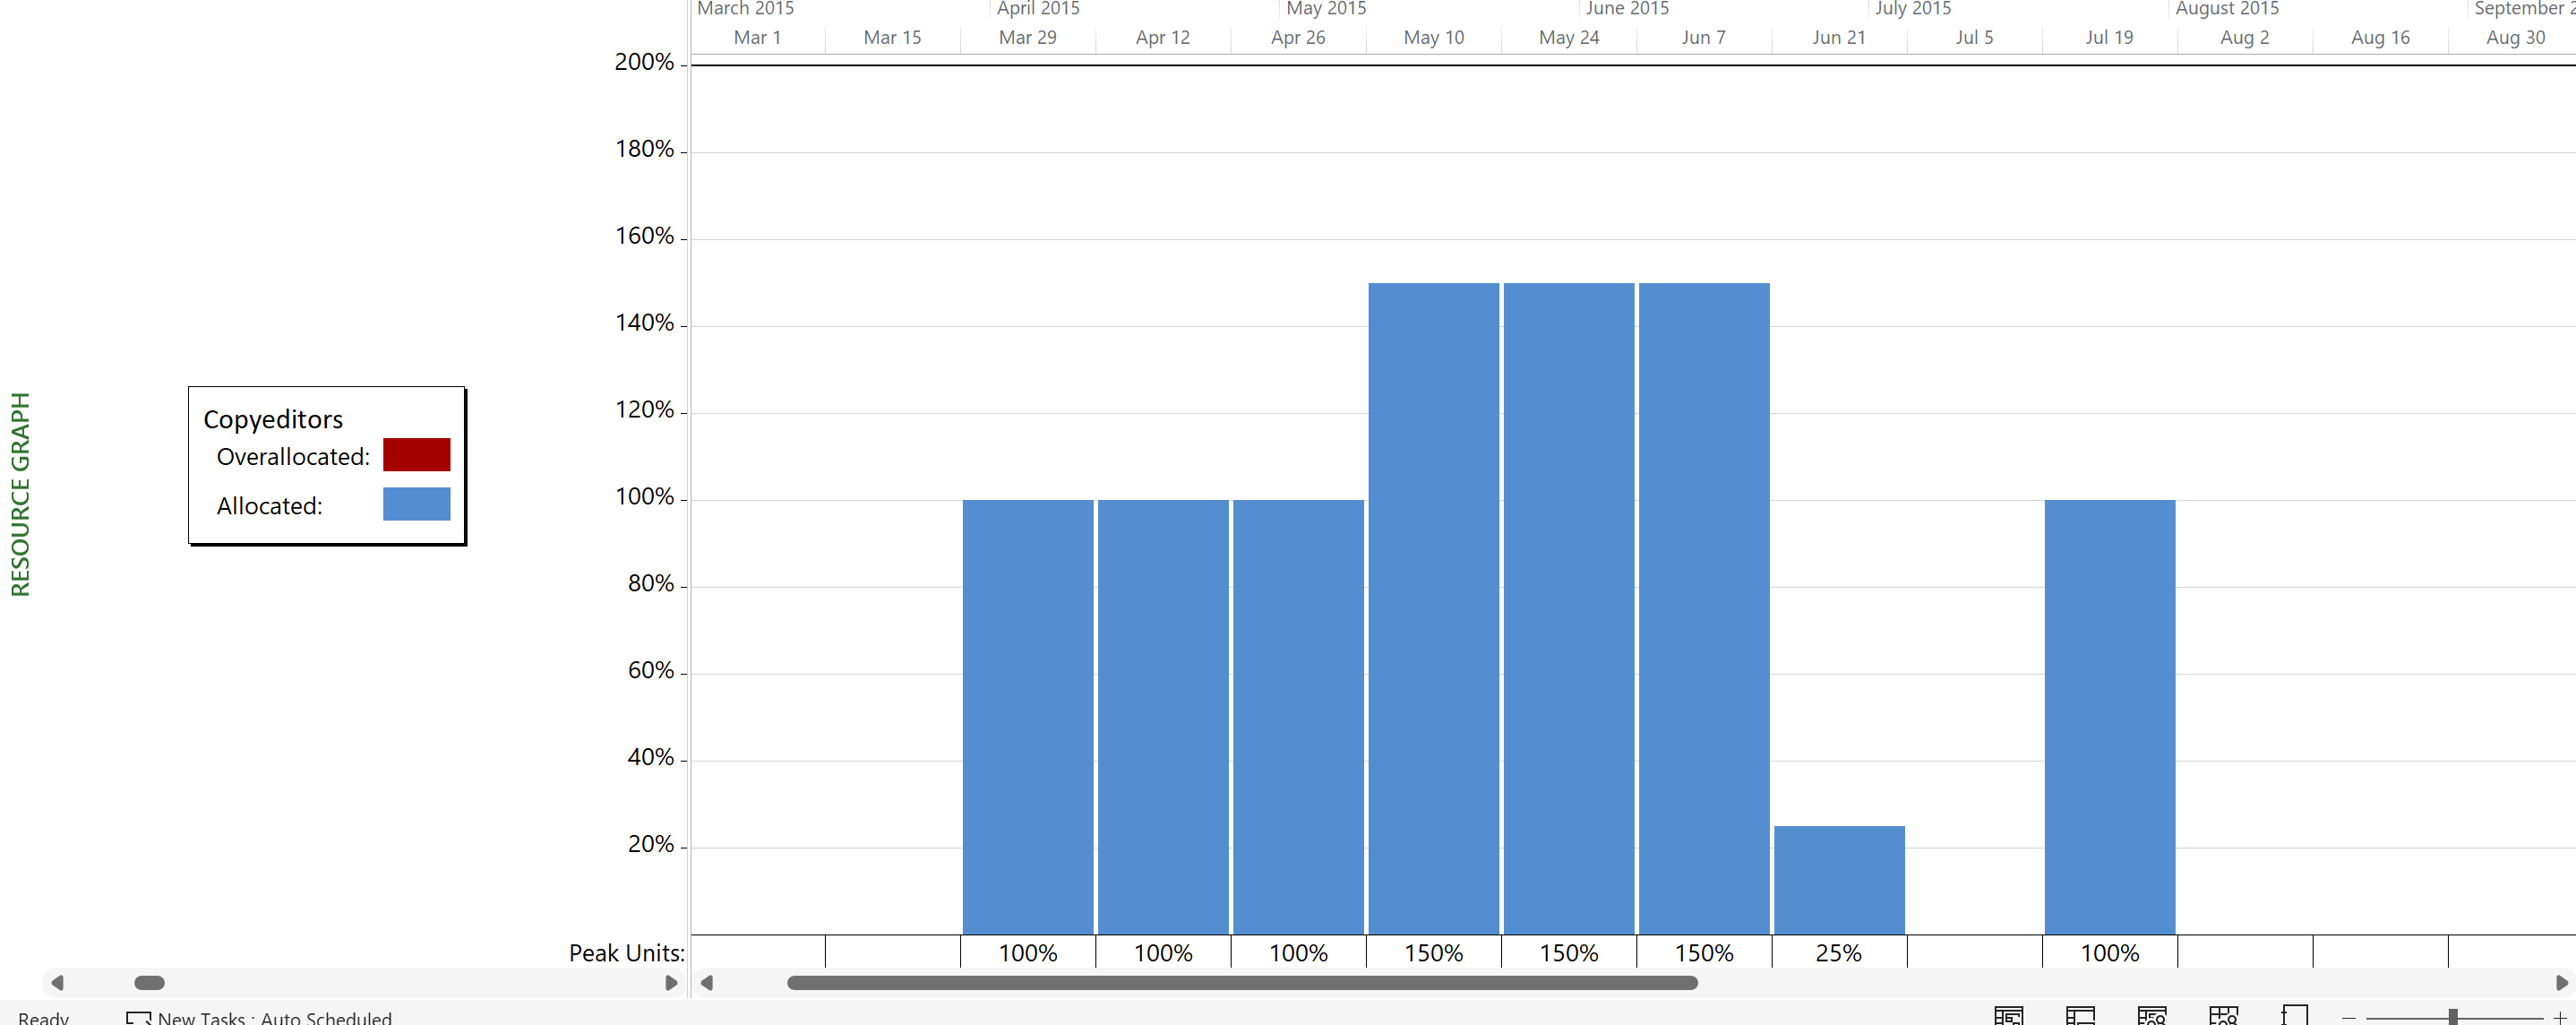 March 2015 April 2015 May 2015 June 2015 July 2015 August 2015 September 2
Mar 1 Mar 15 Mar 29 Apr 12 Apr 26 May 10 May 24 Jun 7 Jun 21 Jul 5 Jul 19 Aug 2 Aug 16 Aug 30
200%
180%
160%
140%
120%
100%
80%
60%
40%
20%
RESOURCE GRAPH
Copyeditors
Overallocated:
Allocated:
Peak Units: 100% 100% 100% 150% 150% 150% 25% 100%
Ready New Tasks : Auto Scheduled